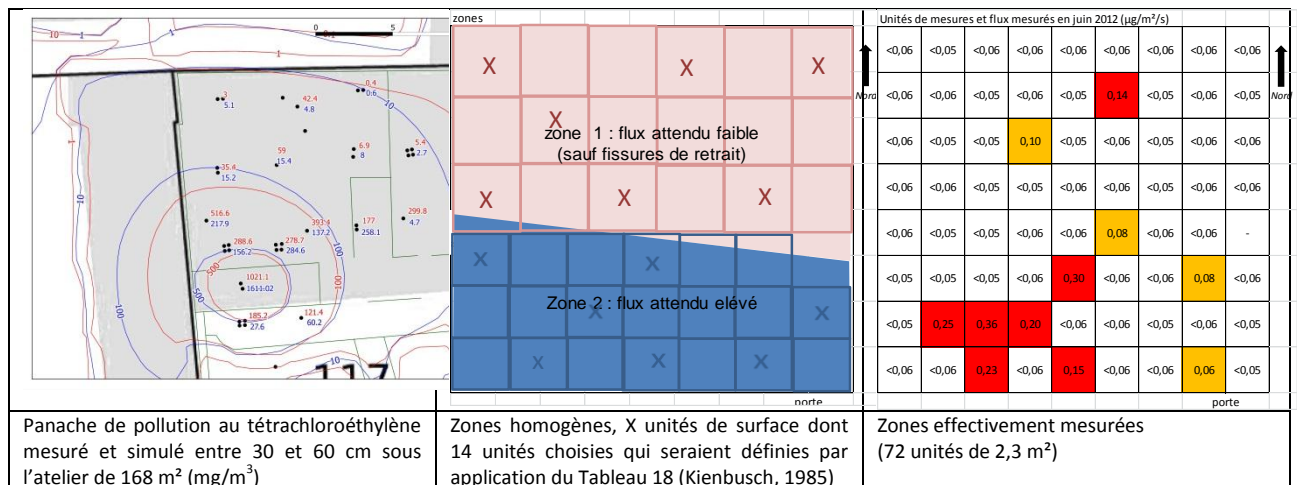 0 5
10 1 1
1
3 5.1
42.4 4.8
0.4 0.6
10
59 15.4
6.9 8
5.4 2.7
35.4 15.2
1
10
516.6 217.9
393.4 137.2
177 258.1
299.8 4.7
100
288.6 156.2
278.7 284.6
100
500
1021.1
1611.02
500
100
185.2 27.6
121.4 60.2
10
117
zones
X X X
X
zone 1 : flux attendu faible
(sauf fissures de retrait)
X X X
X X
Zone 2 : flux attendu elévé
X X
X X X
porte
Nord
Unités de mesures et flux mesurés en juin 2012 (µg/m²/s)
<0,06 <0,05 <0,06 <0,06 <0,06 <0,06 <0,06 <0,06
<0,06 <0,06 <0,06 <0,05 0,14 <0,05 <0,06 <0,05
<0,06 <0,05 0,10 <0,05 <0,06 <0,05 <0,06 <0,06
<0,06 <0,05 <0,05 <0,06 <0,05 <0,06 <0,05 <0,06
<0,06 <0,05 <0,06 <0,06 0,08 <0,06 <0,06 -
<0,05 <0,05 <0,06 0,30 <0,06 <0,06 0,08 <0,06
<0,05 0,25 0,36 0,20 <0,06 <0,06 <0,05 <0,06 <0,05
<0,06 <0,06 0,23 <0,06 0,15 <0,06 <0,06 0,06 <0,05
Nord
porte
Panache de pollution au tétrachloroéthylène
mesuré et simulé entre 30 et 60 cm sous
l'atelier de 168 m² (mg/m³)
Zones homogènes, X unités de surface dont
14 unités choisies qui seraient définies par
application du Tableau 18 (Kienbusch, 1985)
Zones effectivement mesurées
(72 unités de 2,3 m²)